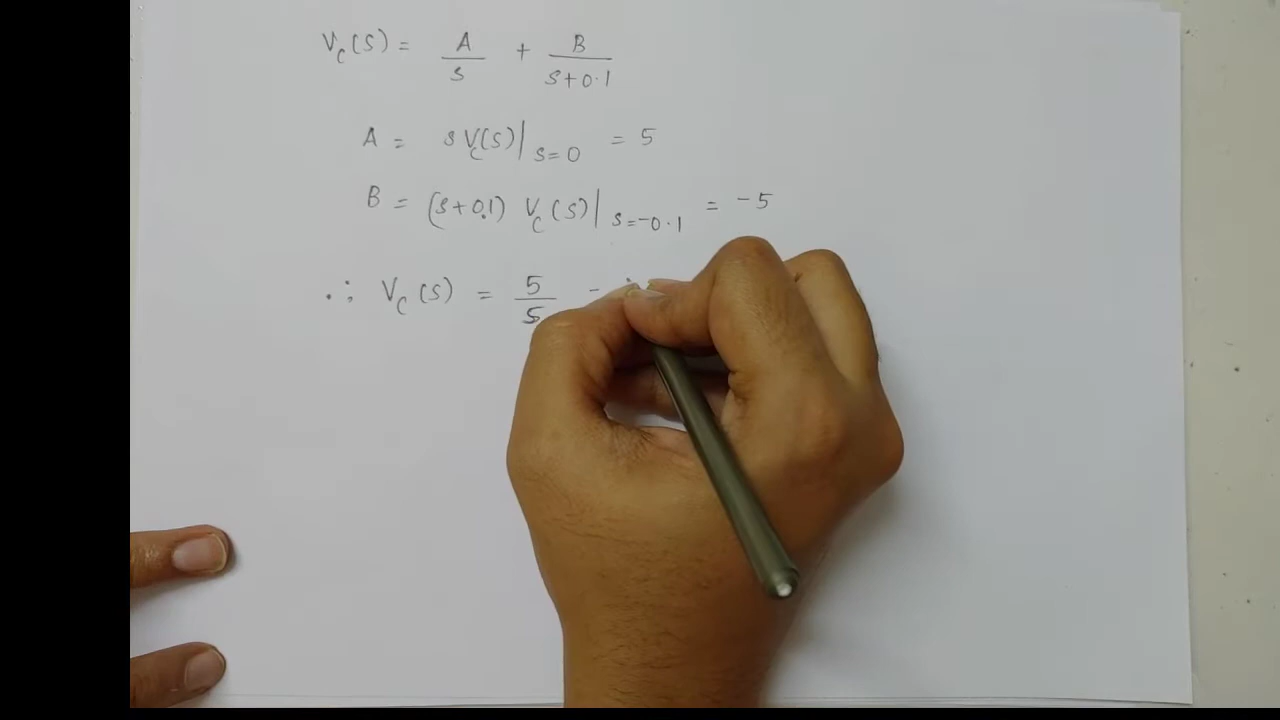 V_C(S) = A/S + B/(S+0.1)
A = S V_C(S)|_{S=0} = 5
B = (S+0.1) V_C(S)|_{S=-0.1} = -5
∴ V_C(S) = 5/S -